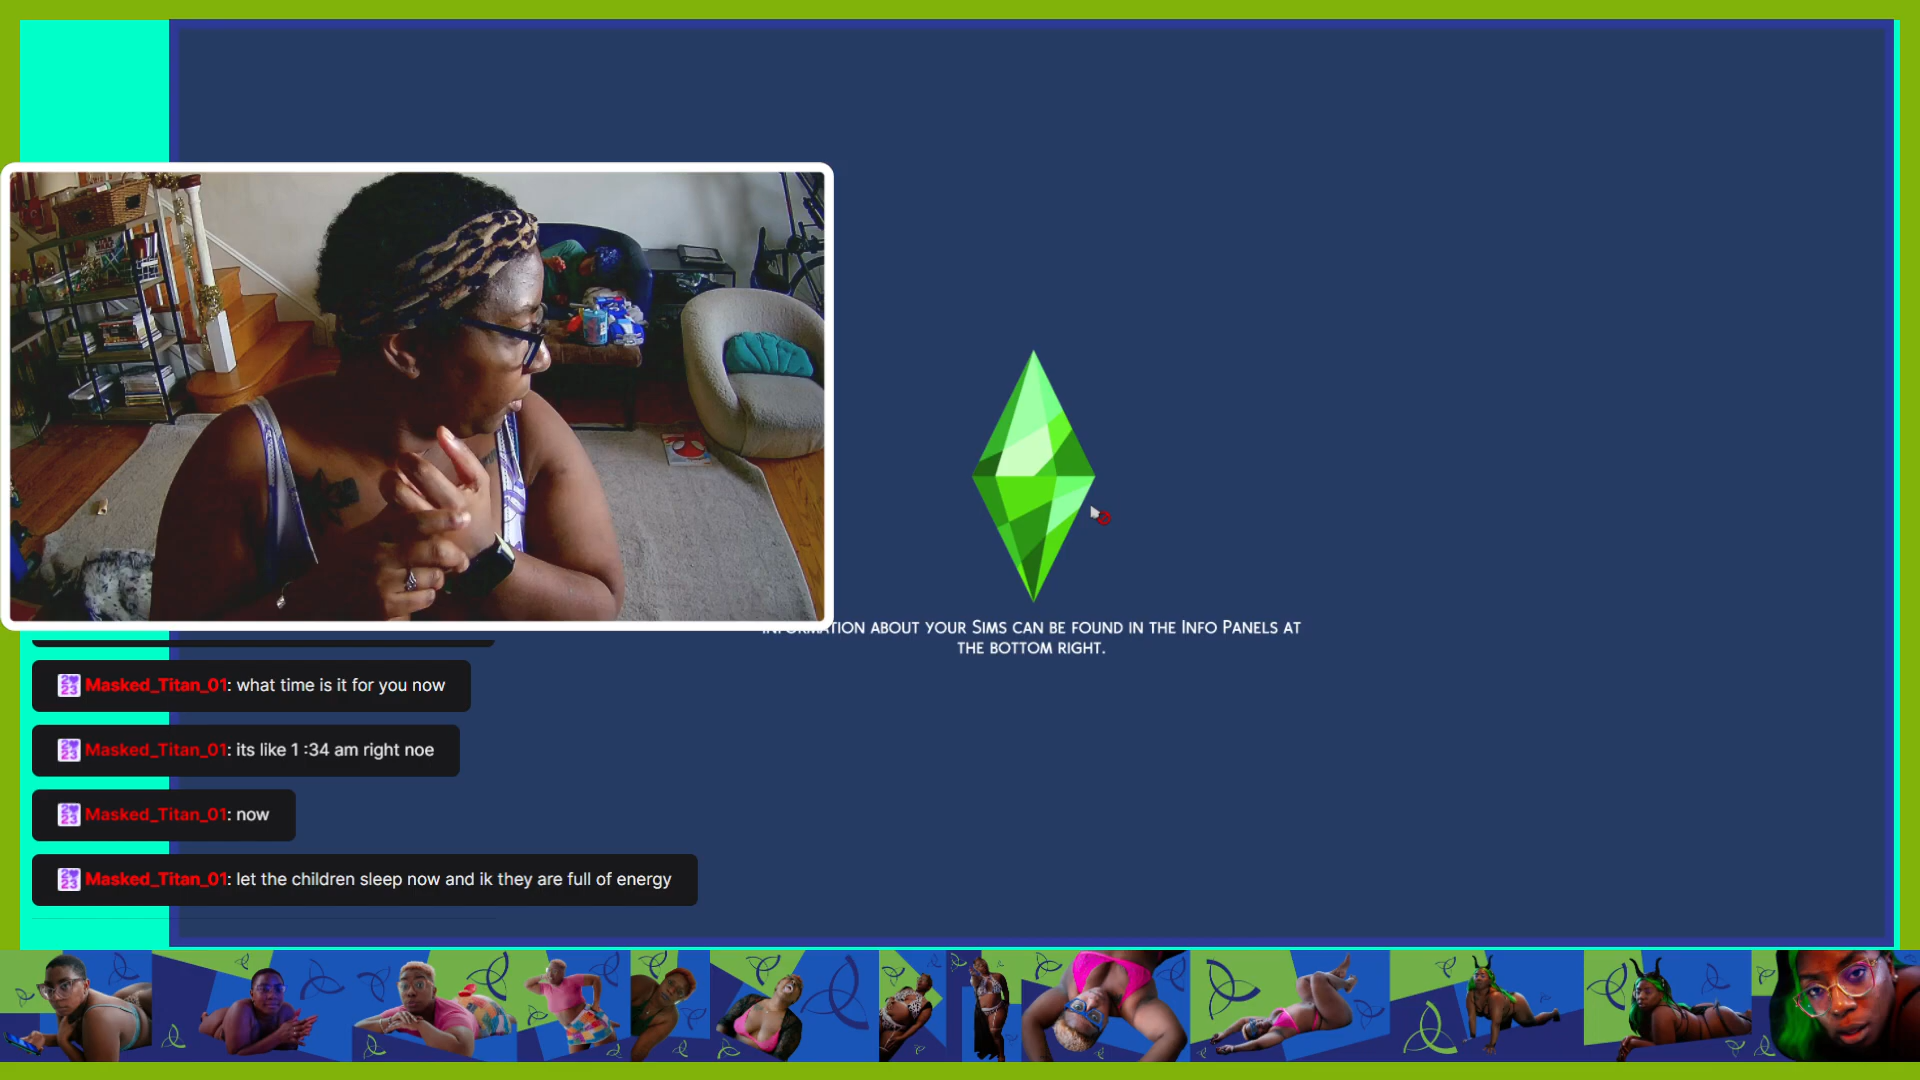 INFORMATION ABOUT YOUR SIMS CAN BE FOUND IN THE INFO PANELS AT
THE BOTTOM RIGHT.
Masked_Titan_01: what time is it for you now
Masked_Titan_01: its like 1 :34 am right noe
Masked_Titan_01: now
Masked_Titan_01: let the children sleep now and ik they are full of energy